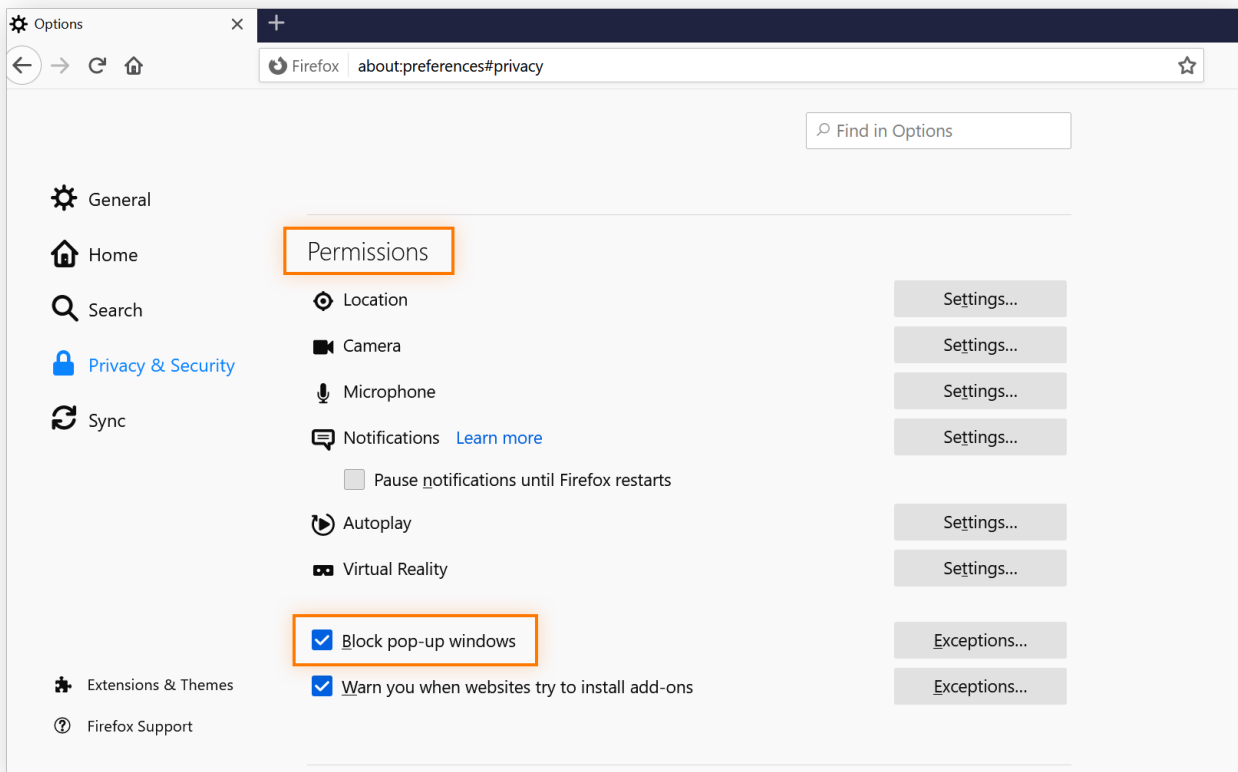 Options
Firefox about:preferences#privacy
Find in Options
General
Home
Search
Privacy & Security
Sync
Extensions & Themes
Firefox Support
Permissions
Location Settings...
Camera Settings...
Microphone Settings...
Notifications Learn more Settings...
Pause notifications until Firefox restarts
Autoplay Settings...
Virtual Reality Settings...
Block pop-up windows Exceptions...
Warn you when websites try to install add-ons Exceptions...